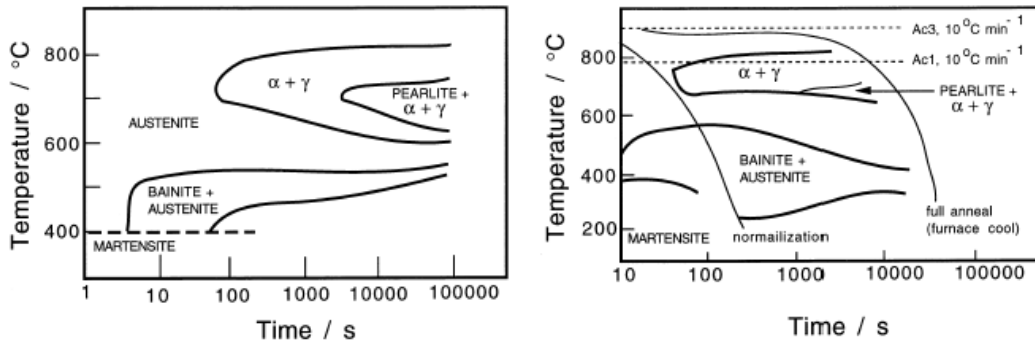 Temperature / °C
800
600
400
α + γ
PEARLITE +
α + γ
AUSTENITE
BAINITE +
AUSTENITE
MARTENSITE
1
10
100
1000
10000
100000
Time / s
Temperature / °C
800
600
400
200
Ac3, 10 °C min⁻¹
Ac1, 10 °C min⁻¹
α + γ
PEARLITE +
α + γ
BAINITE +
AUSTENITE
MARTENSITE
normailization
full anneal
(furnace cool)
10
100
1000
10000
100000
Time / s